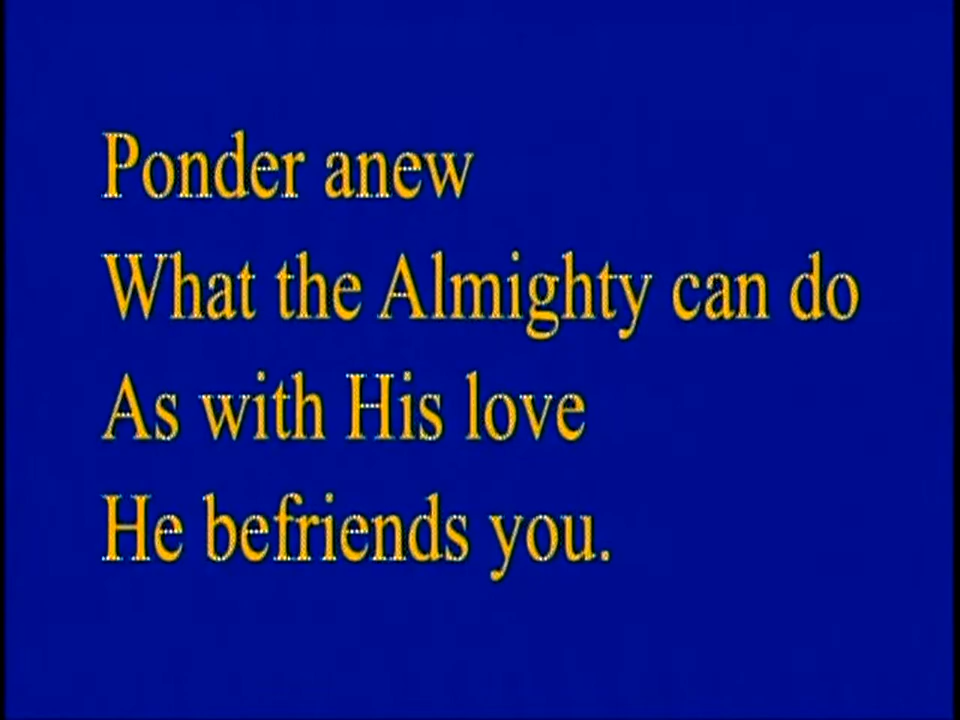 Ponder anew
What the Almighty can do
As with His love
He befriends you.